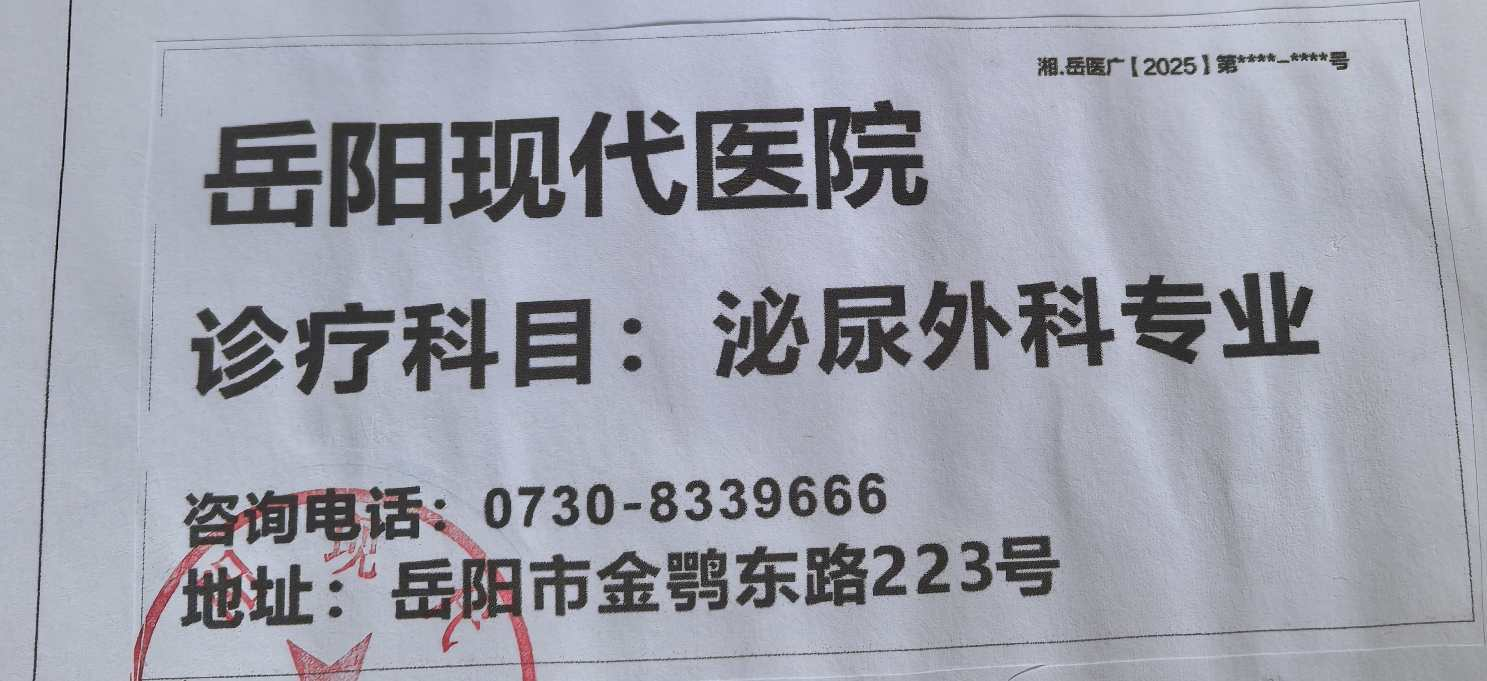 湘.岳医广【2025】第****-****号
岳阳现代医院
诊疗科目：泌尿外科专业
咨询电话：0730-8339666
地址：岳阳市金鹗东路223号
现